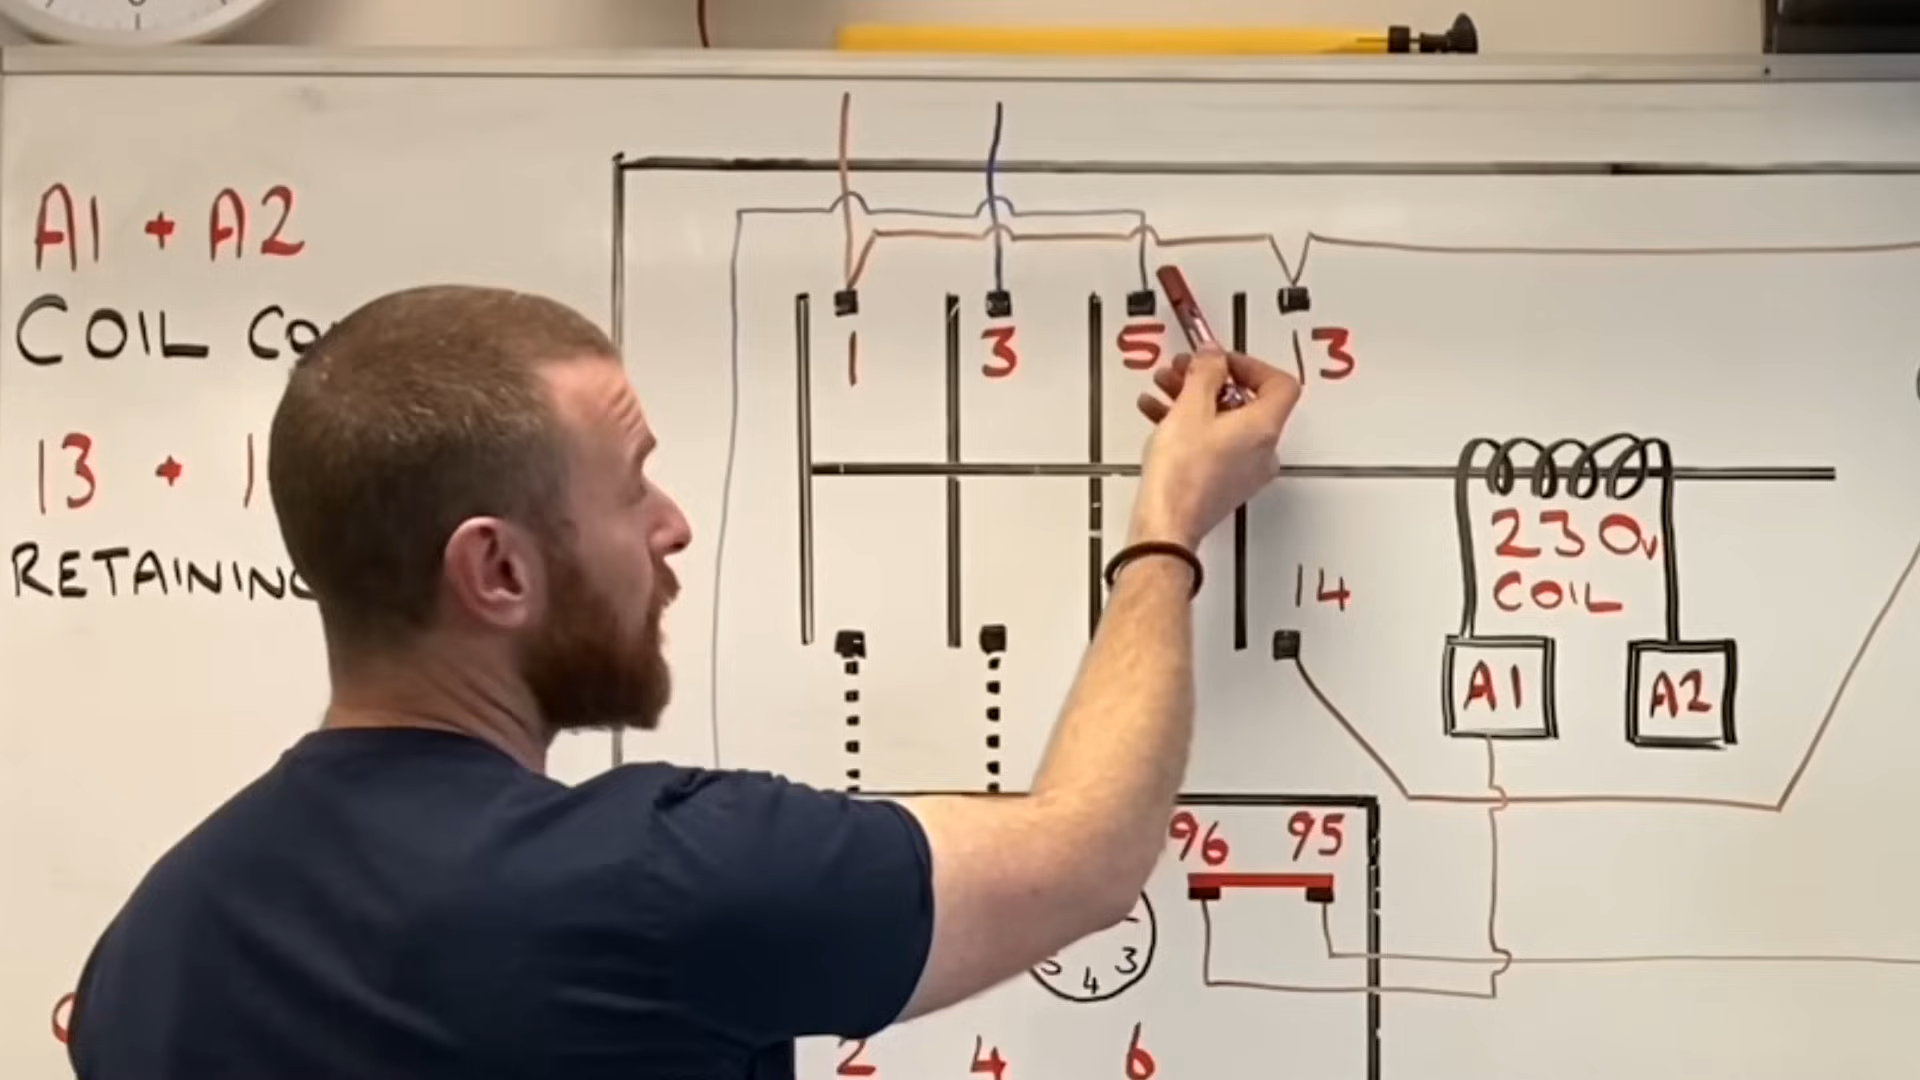 A1 + A2
COIL
13 +
RETAINING
1 3 5 13
14
230v
COIL
A1 A2
96 95
3
4
2 4 6